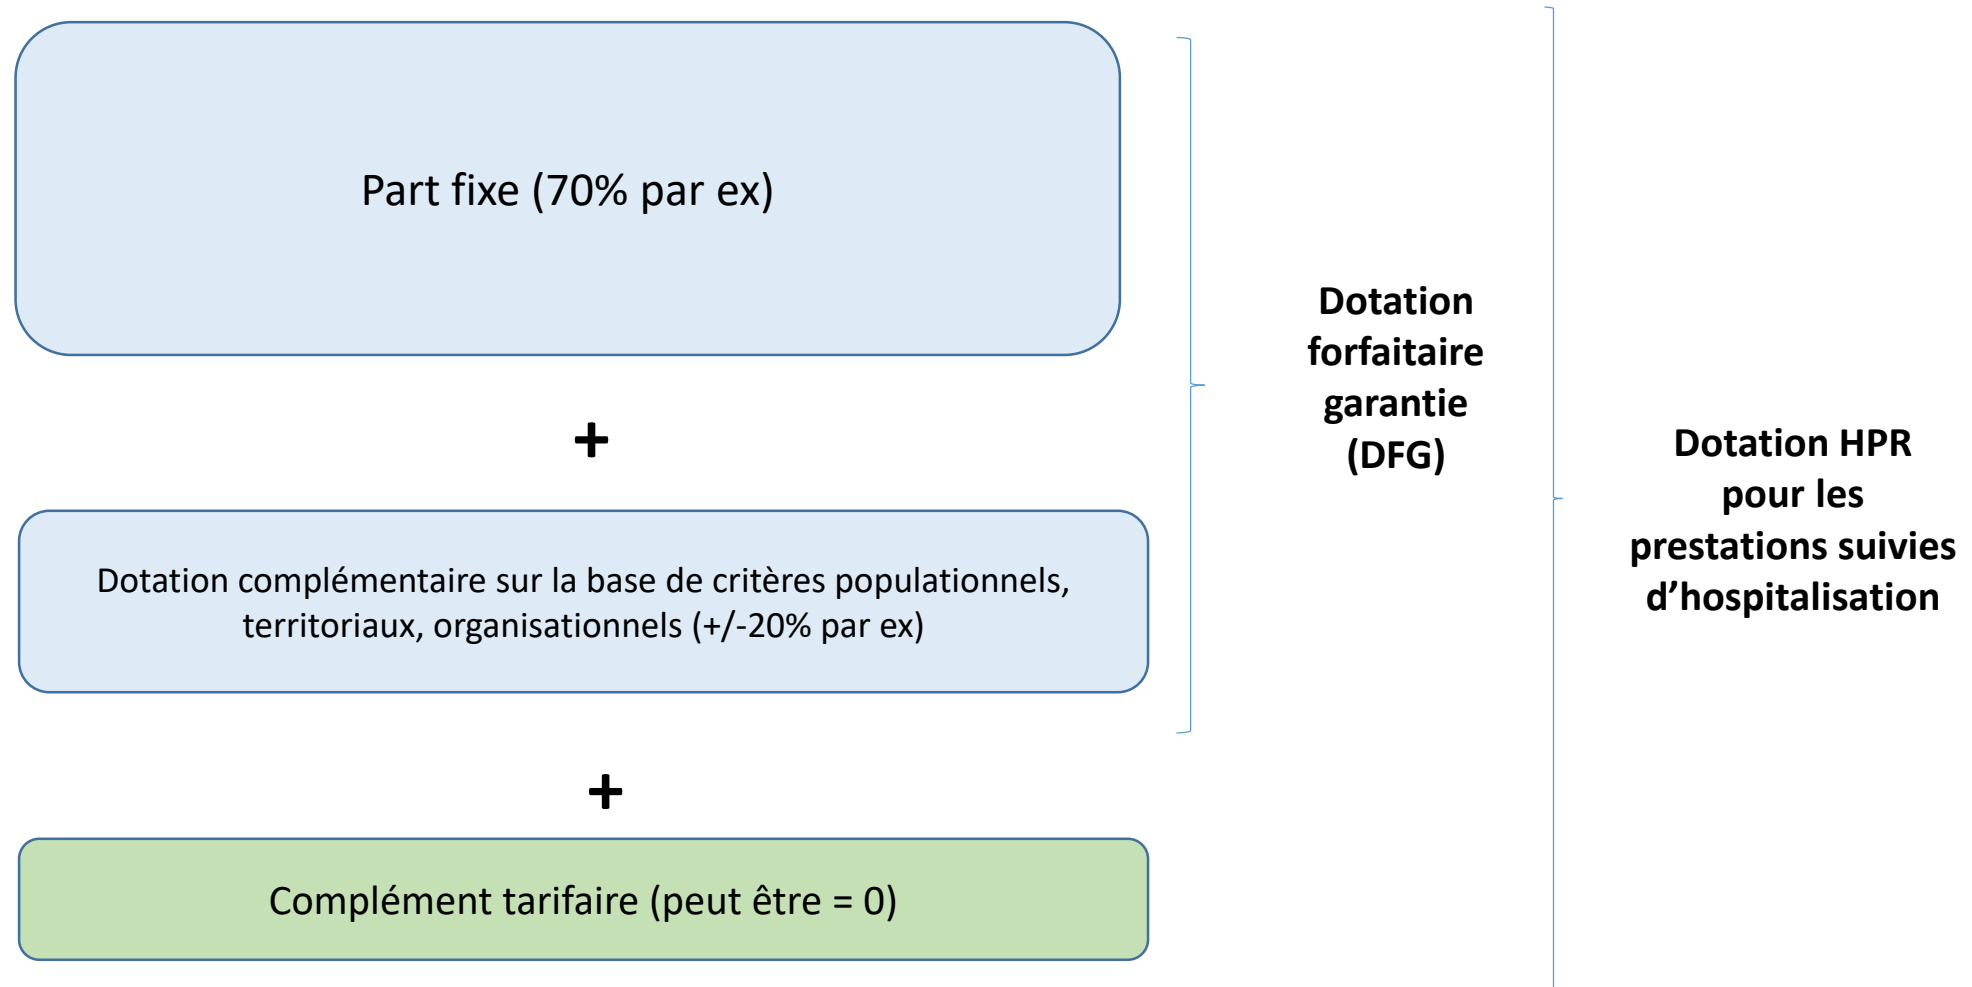 Part fixe (70% par ex)
+
Dotation complémentaire sur la base de critères populationnels,
territoriaux, organisationnels (+/-20% par ex)
+
Complément tarifaire (peut être = 0)
Dotation
forfaitaire
garantie
(DFG)
Dotation HPR
pour les
prestations suivies
d’hospitalisation